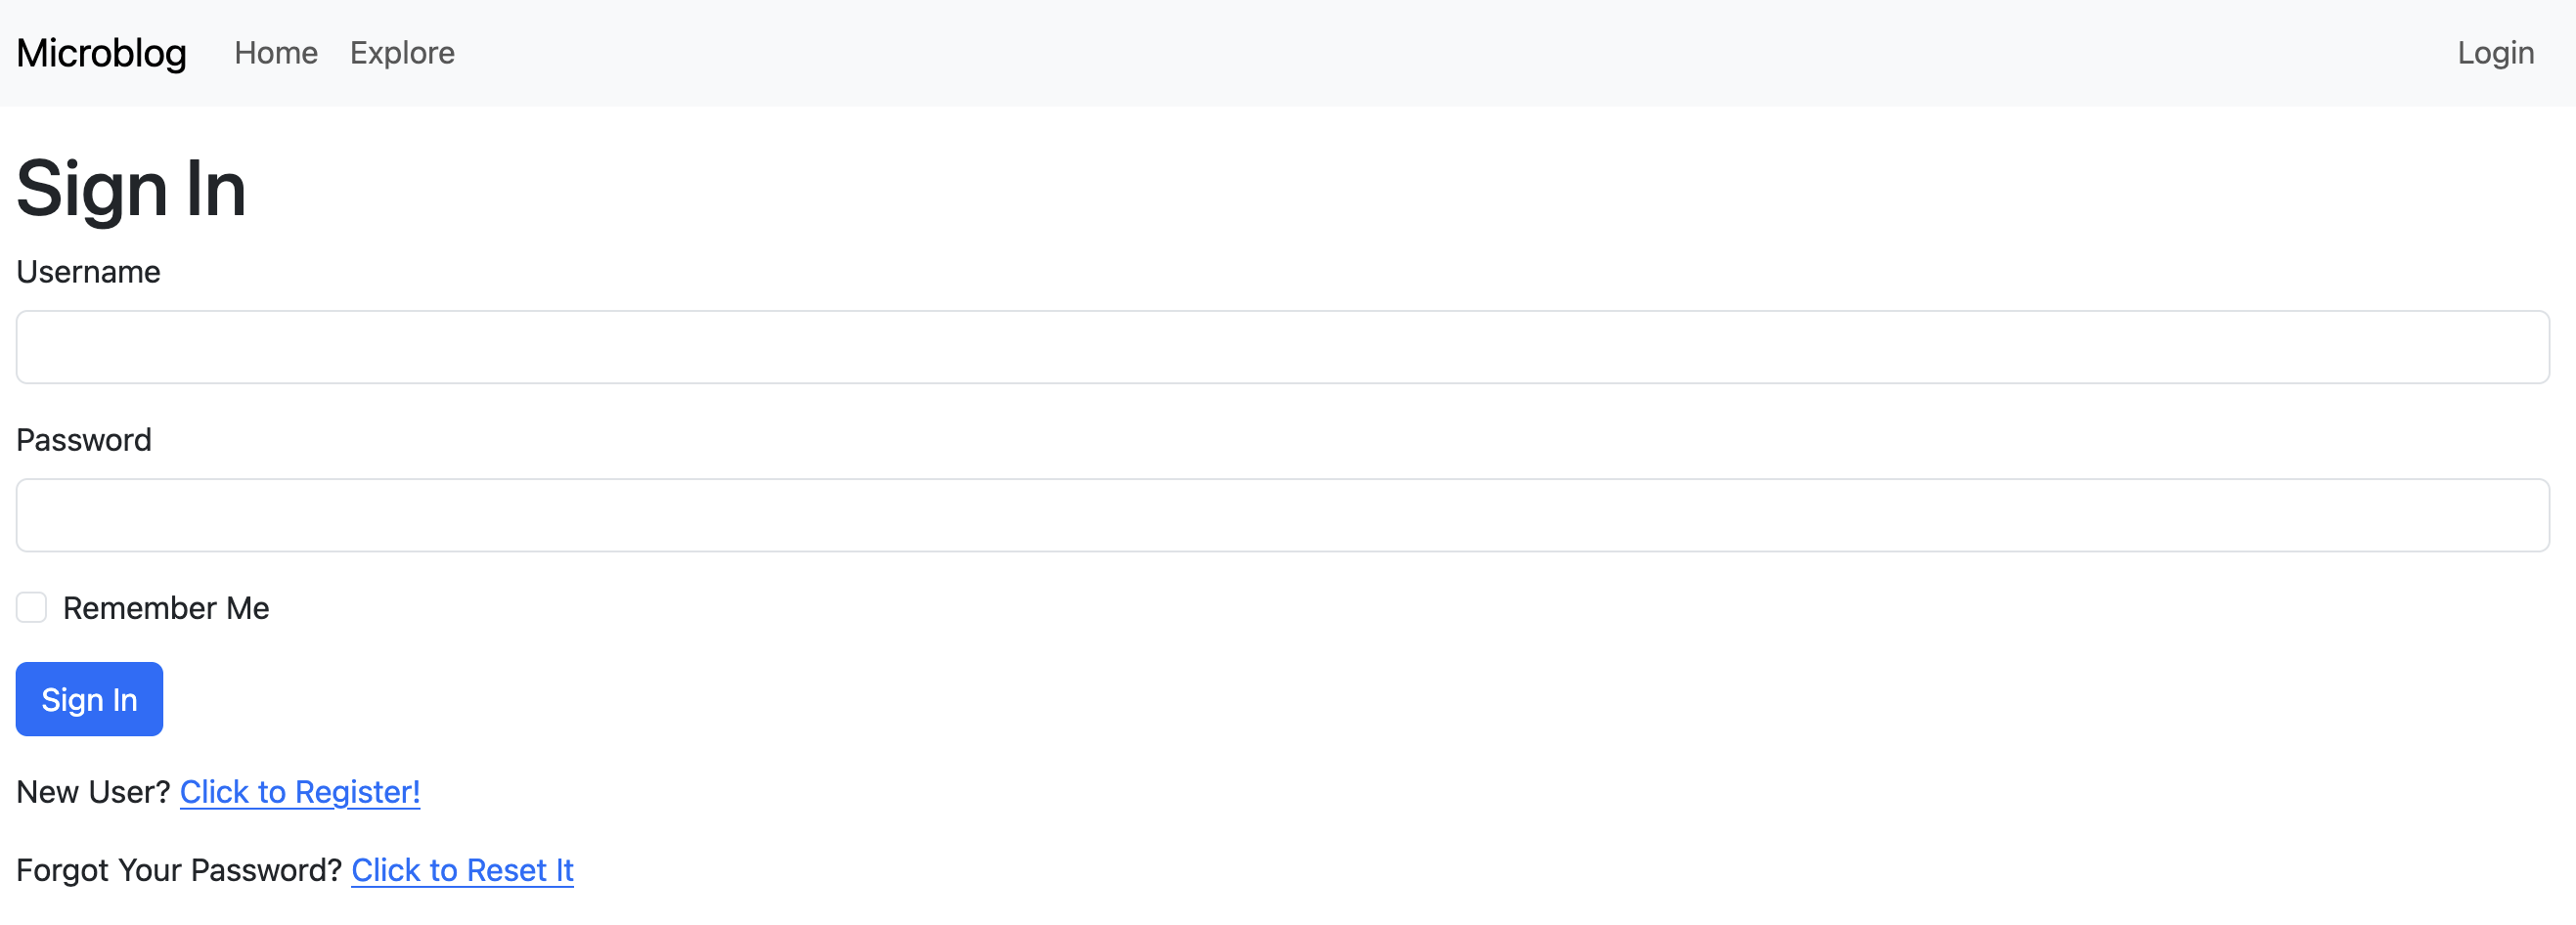 Microblog Home Explore Login
Sign In
Username
Password
Remember Me
Sign In
New User? Click to Register!
Forgot Your Password? Click to Reset It